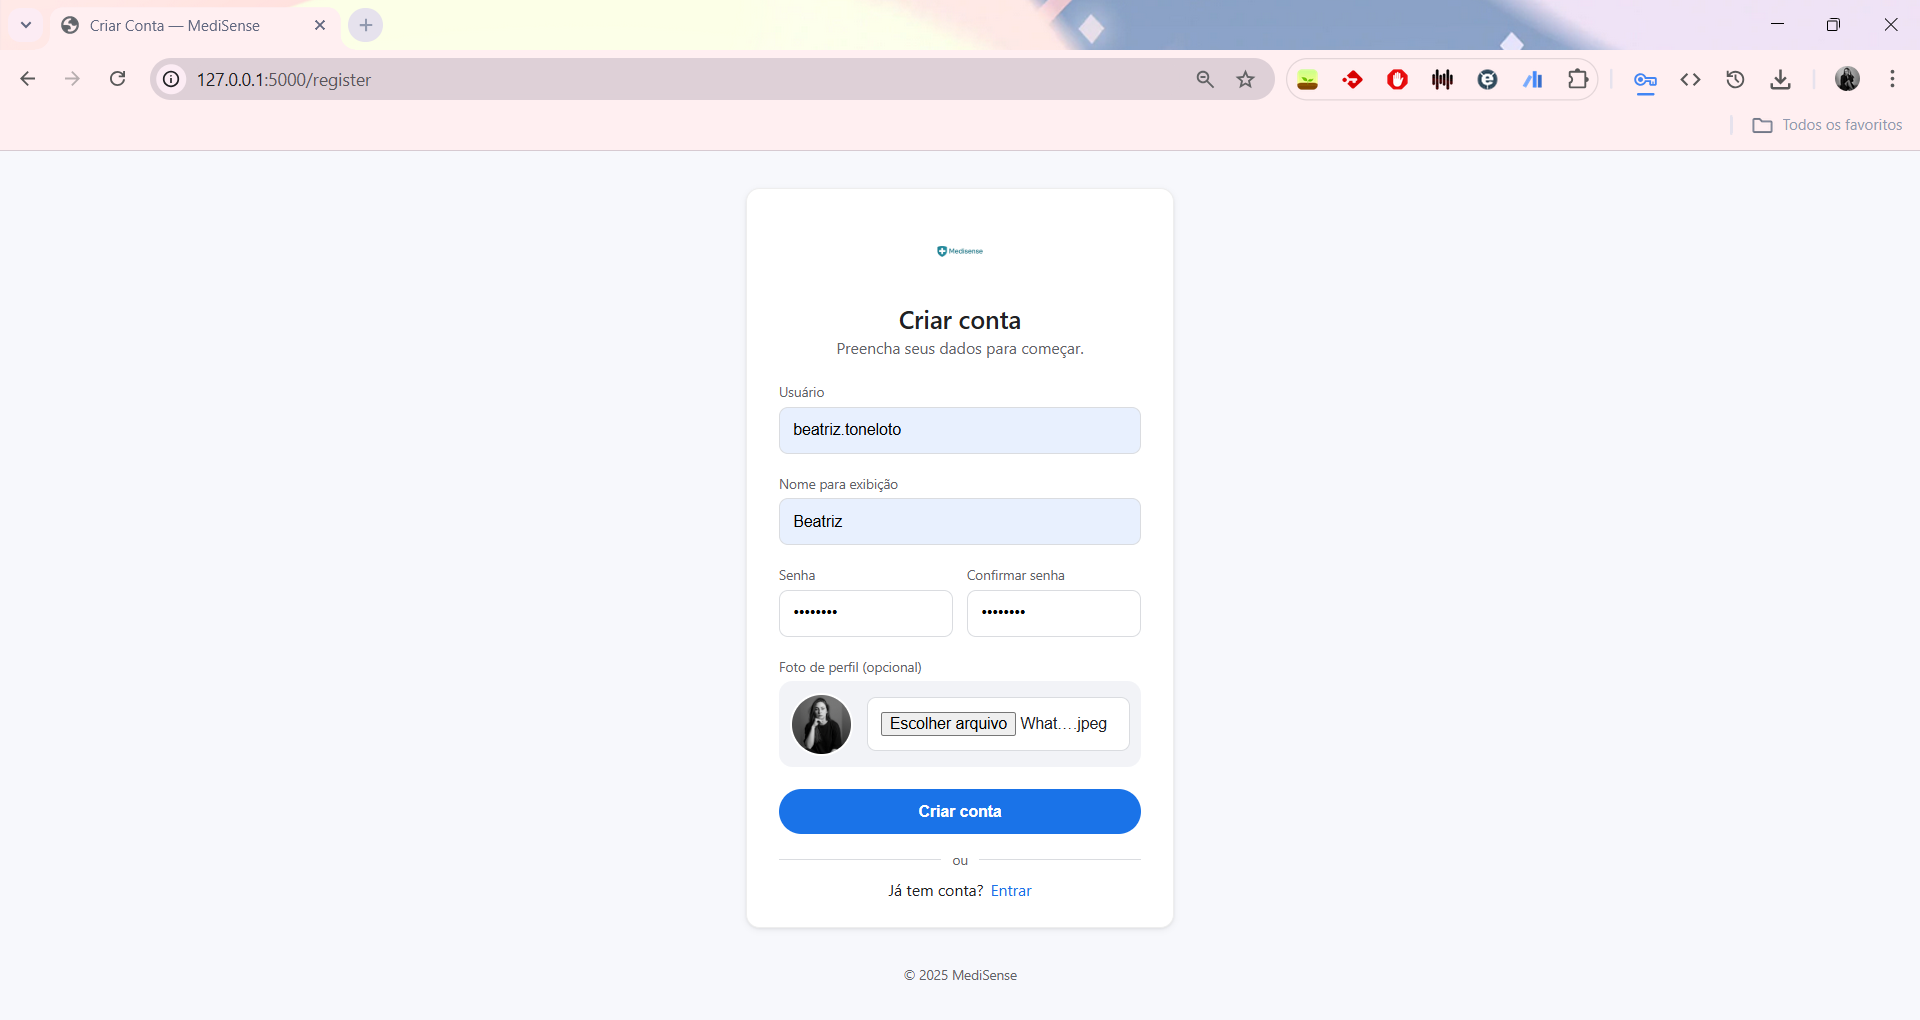 Criar Conta — MediSense
127.0.0.1:5000/register
Todos os favoritos
Medisense
Criar conta
Preencha seus dados para começar.
Usuário
beatriz.toneloto
Nome para exibição
Beatriz
Senha Confirmar senha
•••••••• ••••••••
Foto de perfil (opcional)
Escolher arquivo What....jpeg
Criar conta
ou
Já tem conta? Entrar
© 2025 MediSense